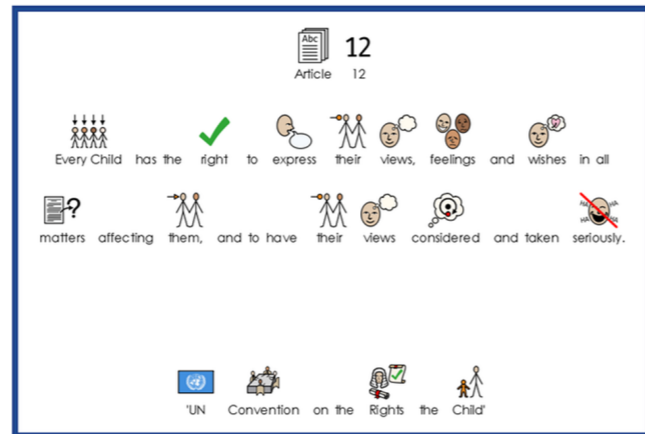 Abc
12
Article 12
Every Child has the right to express their views, feelings and wishes in all
matters affecting them, and to have their views considered and taken seriously.
'UN Convention on the Rights the Child'